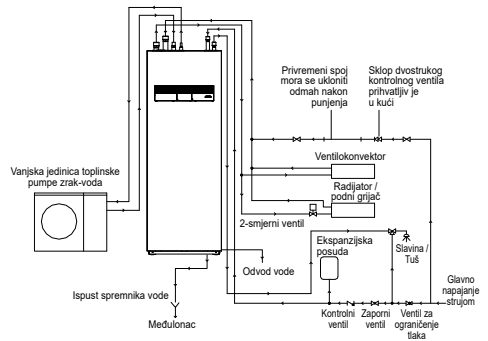 Privremeni spoj
mora se ukloniti
odmah nakon
punjenja
Sklop dvostrukog
kontrolnog ventila
prihvatljiv je
u kući
Vanjska jedinica toplinske
pumpe zrak-voda
Ventilokonvektor
Radijator /
podni grijač
2-smjerni ventil
Ekspanzijska
posuda
Slavina /
Tuš
Odvod vode
Glavno
napajanje
strujom
Ispust spremnika vode
Međulonac
Kontrolni
ventil
Zaporni
ventil
Ventil za
ograničenje
tlaka